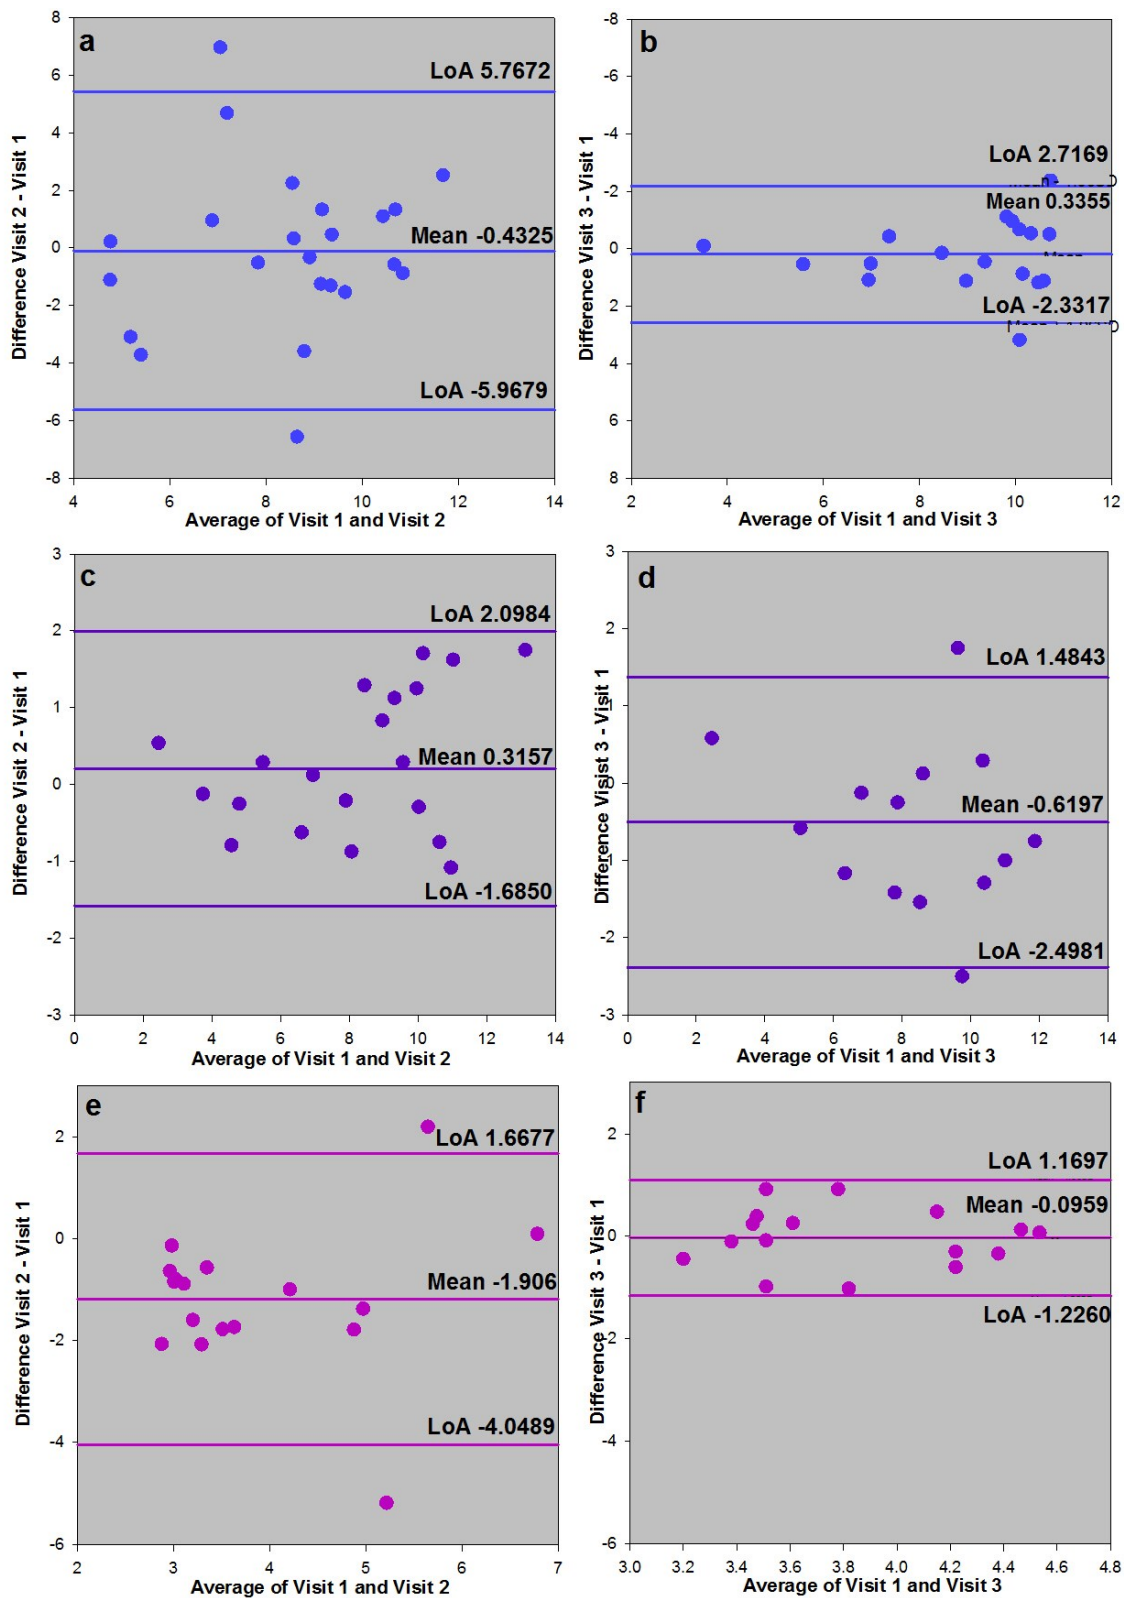 a
8
6
4
2
0
-2
-4
-6
-8
4
6
8
10
12
14
LoA 5.7672
Mean -0.4325
LoA -5.9679
Difference Visit 2 - Visit 1
Average of Visit 1 and Visit 2
b
-8
-6
-4
-2
0
2
4
6
8
2
4
6
8
10
12
LoA 2.7169
Mean 0.3355
LoA -2.3317
Difference Visit 3 - Visit 1
Average of Visit 1 and Visit 3
c
3
2
1
0
-1
-2
-3
0
2
4
6
8
10
12
14
LoA 2.0984
Mean 0.3157
LoA -1.6850
Difference Visit 2 - Visit 1
Average of Visit 1 and Visit 2
d
3
2
1
0
-1
-2
-3
0
2
4
6
8
10
12
14
LoA 1.4843
Mean -0.6197
LoA -2.4981
Difference Vissist 3 - Visit 1
Average of Visit 1 and Visit 3
e
2
0
-2
-4
-6
2
3
4
5
6
7
LoA 1.6677
Mean -1.906
LoA -4.0489
Difference Visit 2 - Visit 1
Average of Visit 1 and Visit 2
f
2
0
-2
-4
-6
3.0
3.2
3.4
3.6
3.8
4.0
4.2
4.4
4.6
4.8
LoA 1.1697
Mean -0.0959
LoA -1.2260
Difference Visit 3 - Visit 1
Average of Visit 1 and Visit 3